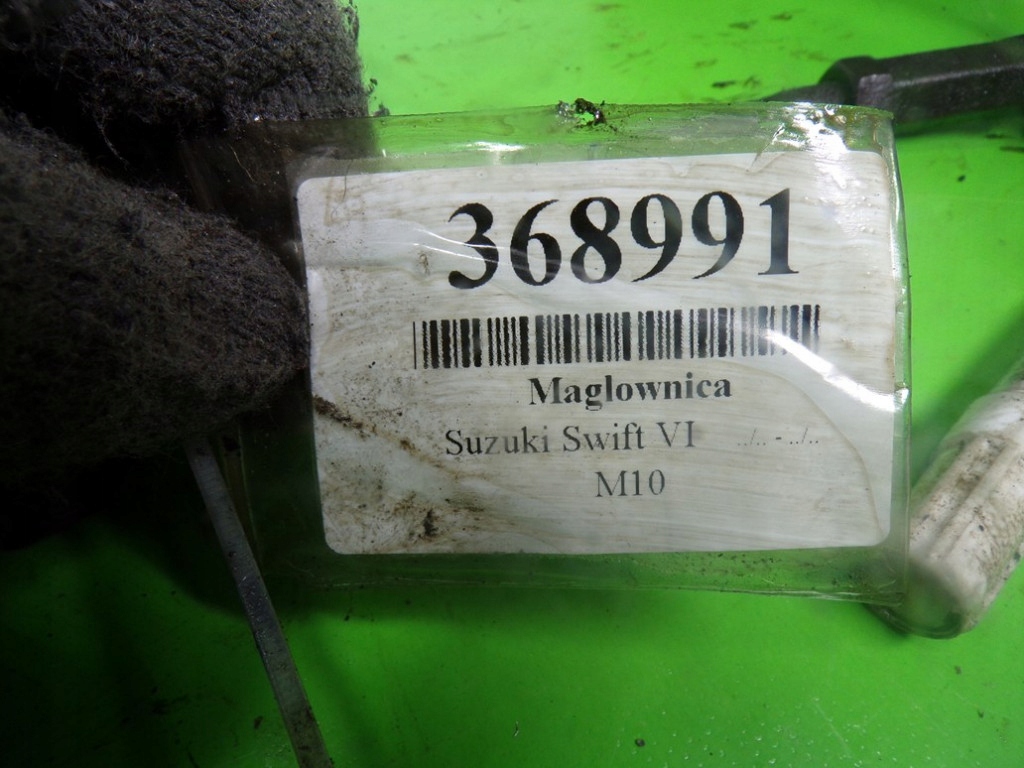 368991
Maglownica
Suzuki Swift VI ../.. - ../..
M10